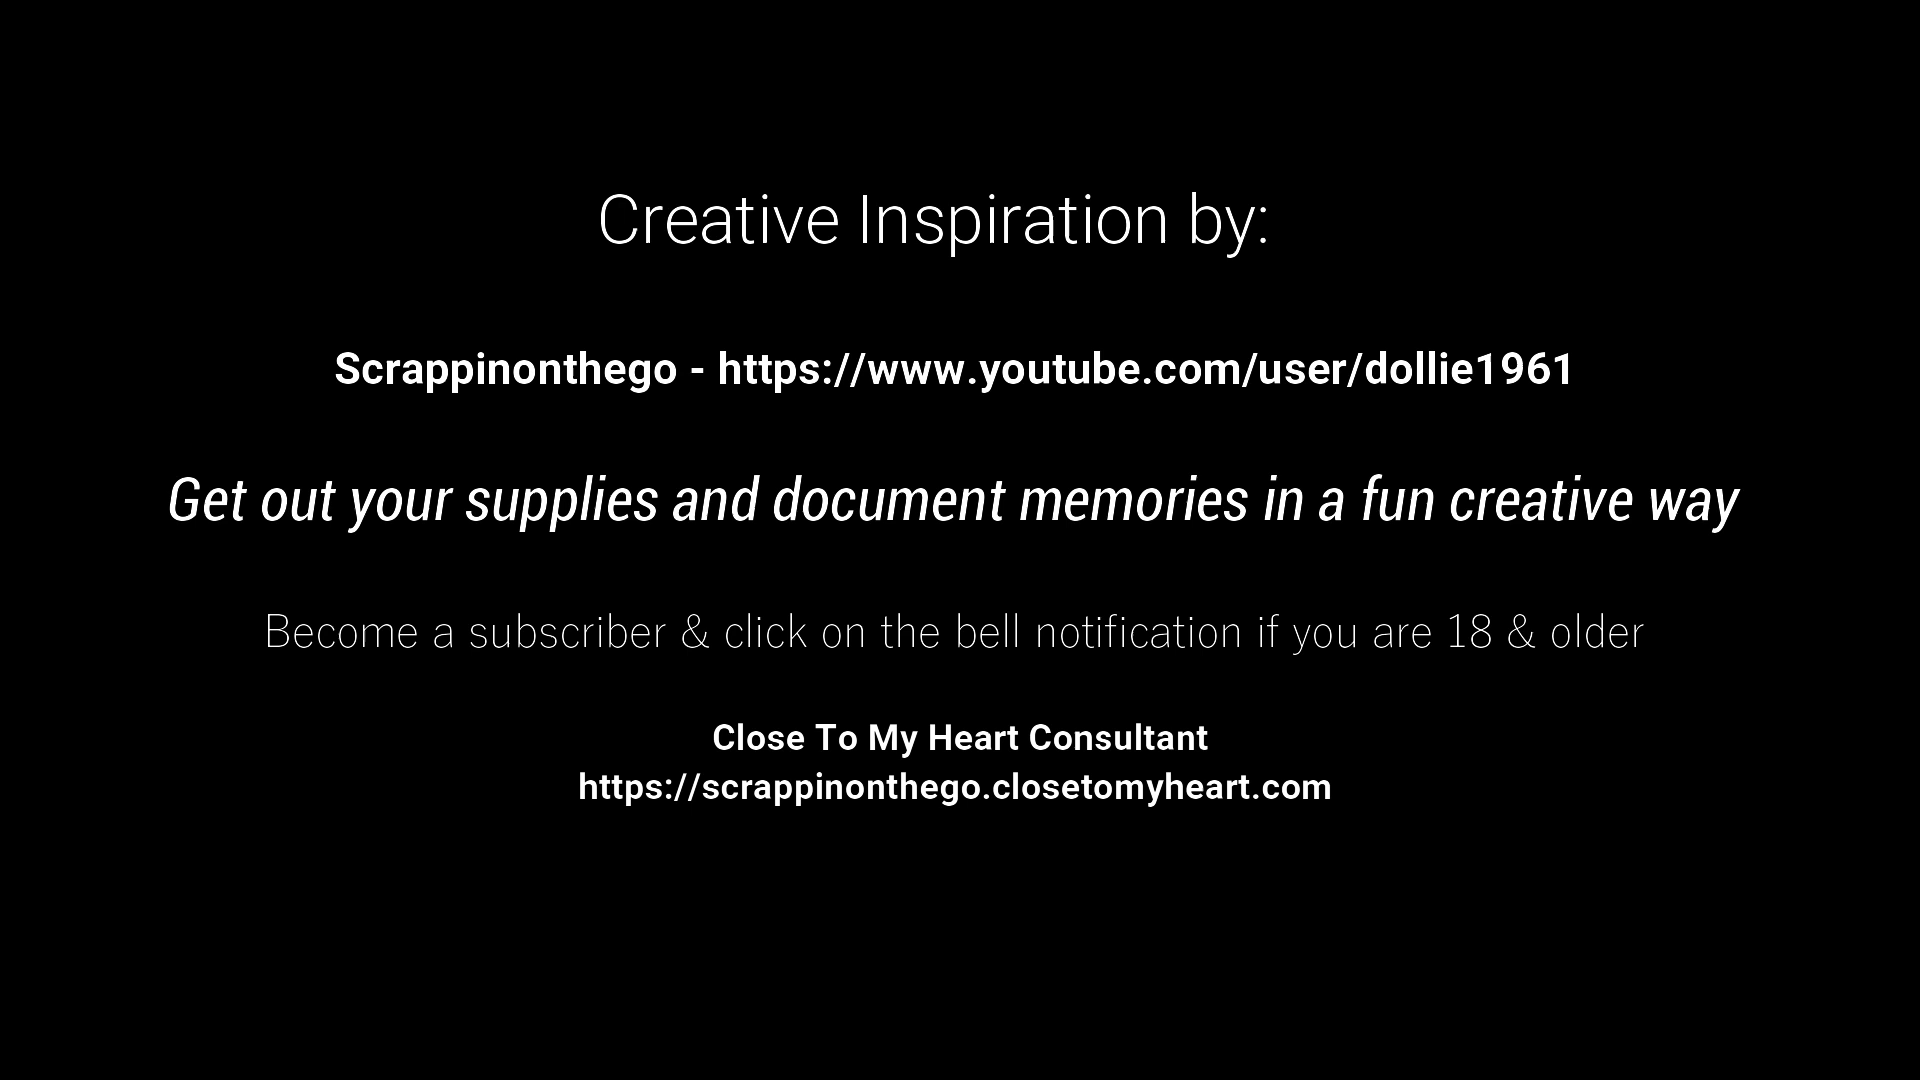 Creative Inspiration by:
Scrappinonthego - https://www.youtube.com/user/dollie1961
Get out your supplies and document memories in a fun creative way
Become a subscriber & click on the bell notification if you are 18 & older
Close To My Heart Consultant
https://scrappinonthego.closetomyheart.com